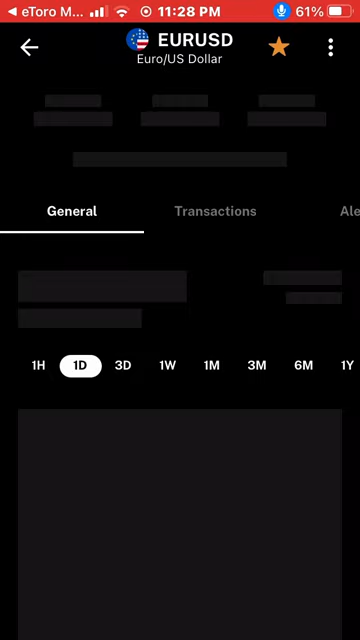 eToro M... 11:28 PM 61%
EURUSD
Euro/US Dollar
General Transactions Ale
1H 1D 3D 1W 1M 3M 6M 1Y